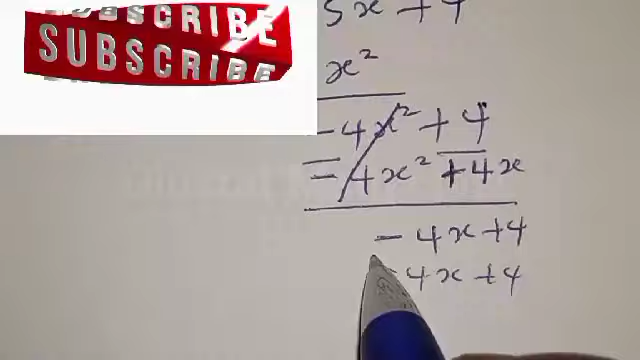 SUBSCRIBE
SUBSCRIBE
5x + 4
x²
- 4x² + 4
- 4x² + 4x
- 4x + 4
- 4x + 4